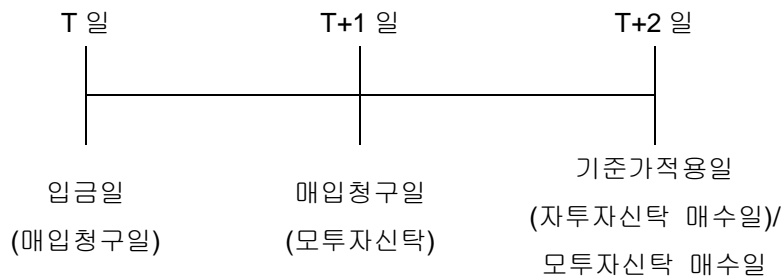 T 일
T+1 일
T+2 일
입금일
(매입청구일)
매입청구일
(모투자신탁)
기준가적용일
(자투자신탁 매수일)/
모투자신탁 매수일